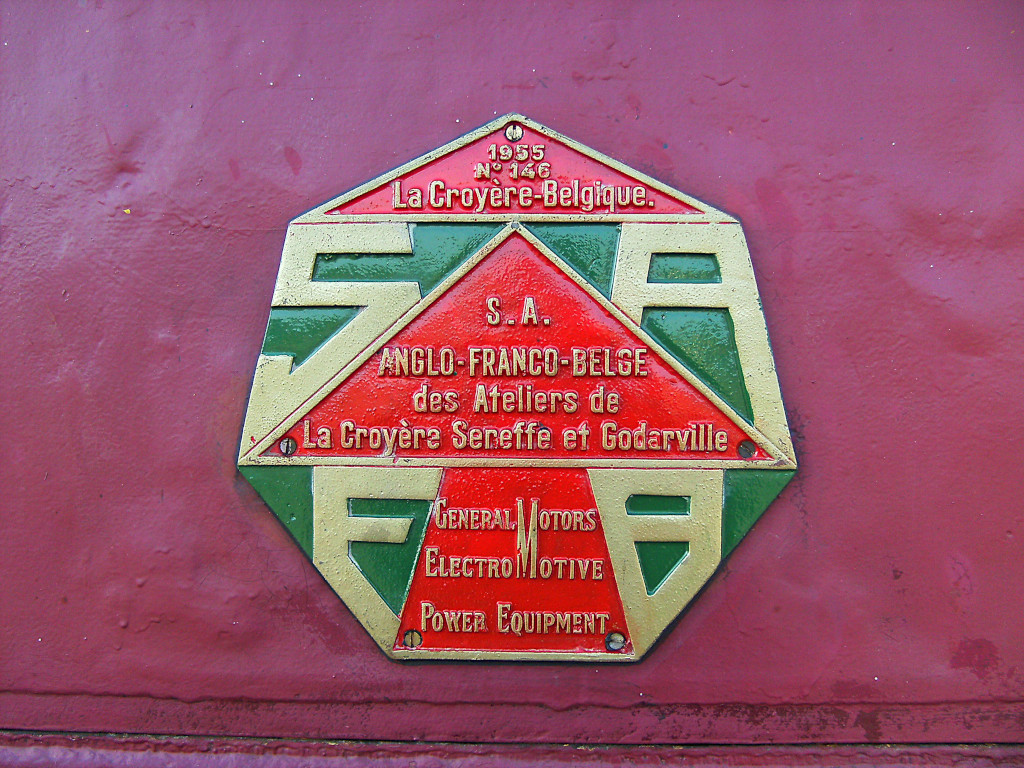 1955
N° 146
La Croyère-Belgique.
S A
S.A.
ANGLO-FRANCO-BELGE
des Ateliers de
La Croyère Sereffe et Godarville
F B
GENERAL MOTORS
ELECTRO MOTIVE
POWER EQUIPMENT